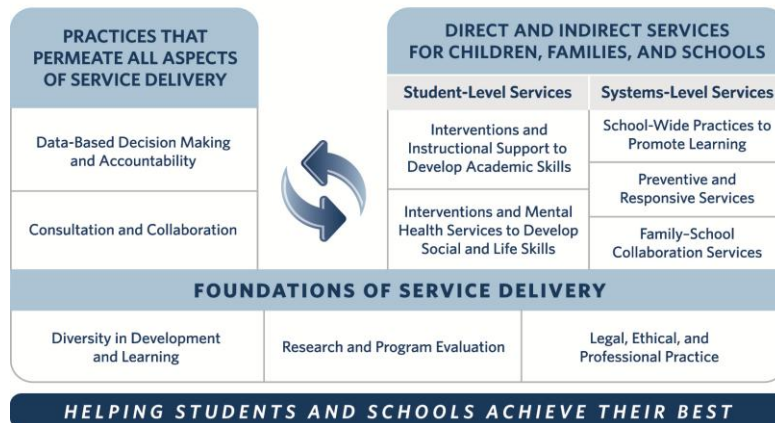 PRACTICES THAT
PERMEATE ALL ASPECTS
OF SERVICE DELIVERY
Data-Based Decision Making
and Accountability
Consultation and Collaboration
DIRECT AND INDIRECT SERVICES
FOR CHILDREN, FAMILIES, AND SCHOOLS
Student-Level Services
Interventions and
Instructional Support to
Develop Academic Skills
Interventions and Mental
Health Services to Develop
Social and Life Skills
Systems-Level Services
School-Wide Practices to
Promote Learning
Preventive and
Responsive Services
Family–School
Collaboration Services
FOUNDATIONS OF SERVICE DELIVERY
Diversity in Development
and Learning
Research and Program Evaluation
Legal, Ethical, and
Professional Practice
HELPING STUDENTS AND SCHOOLS ACHIEVE THEIR BEST